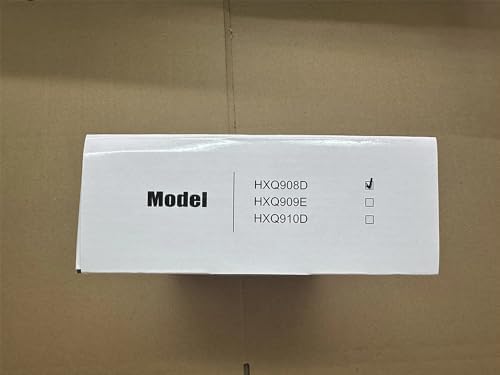 Model
HXQ908D ☑
HXQ909E ☐
HXQ910D ☐